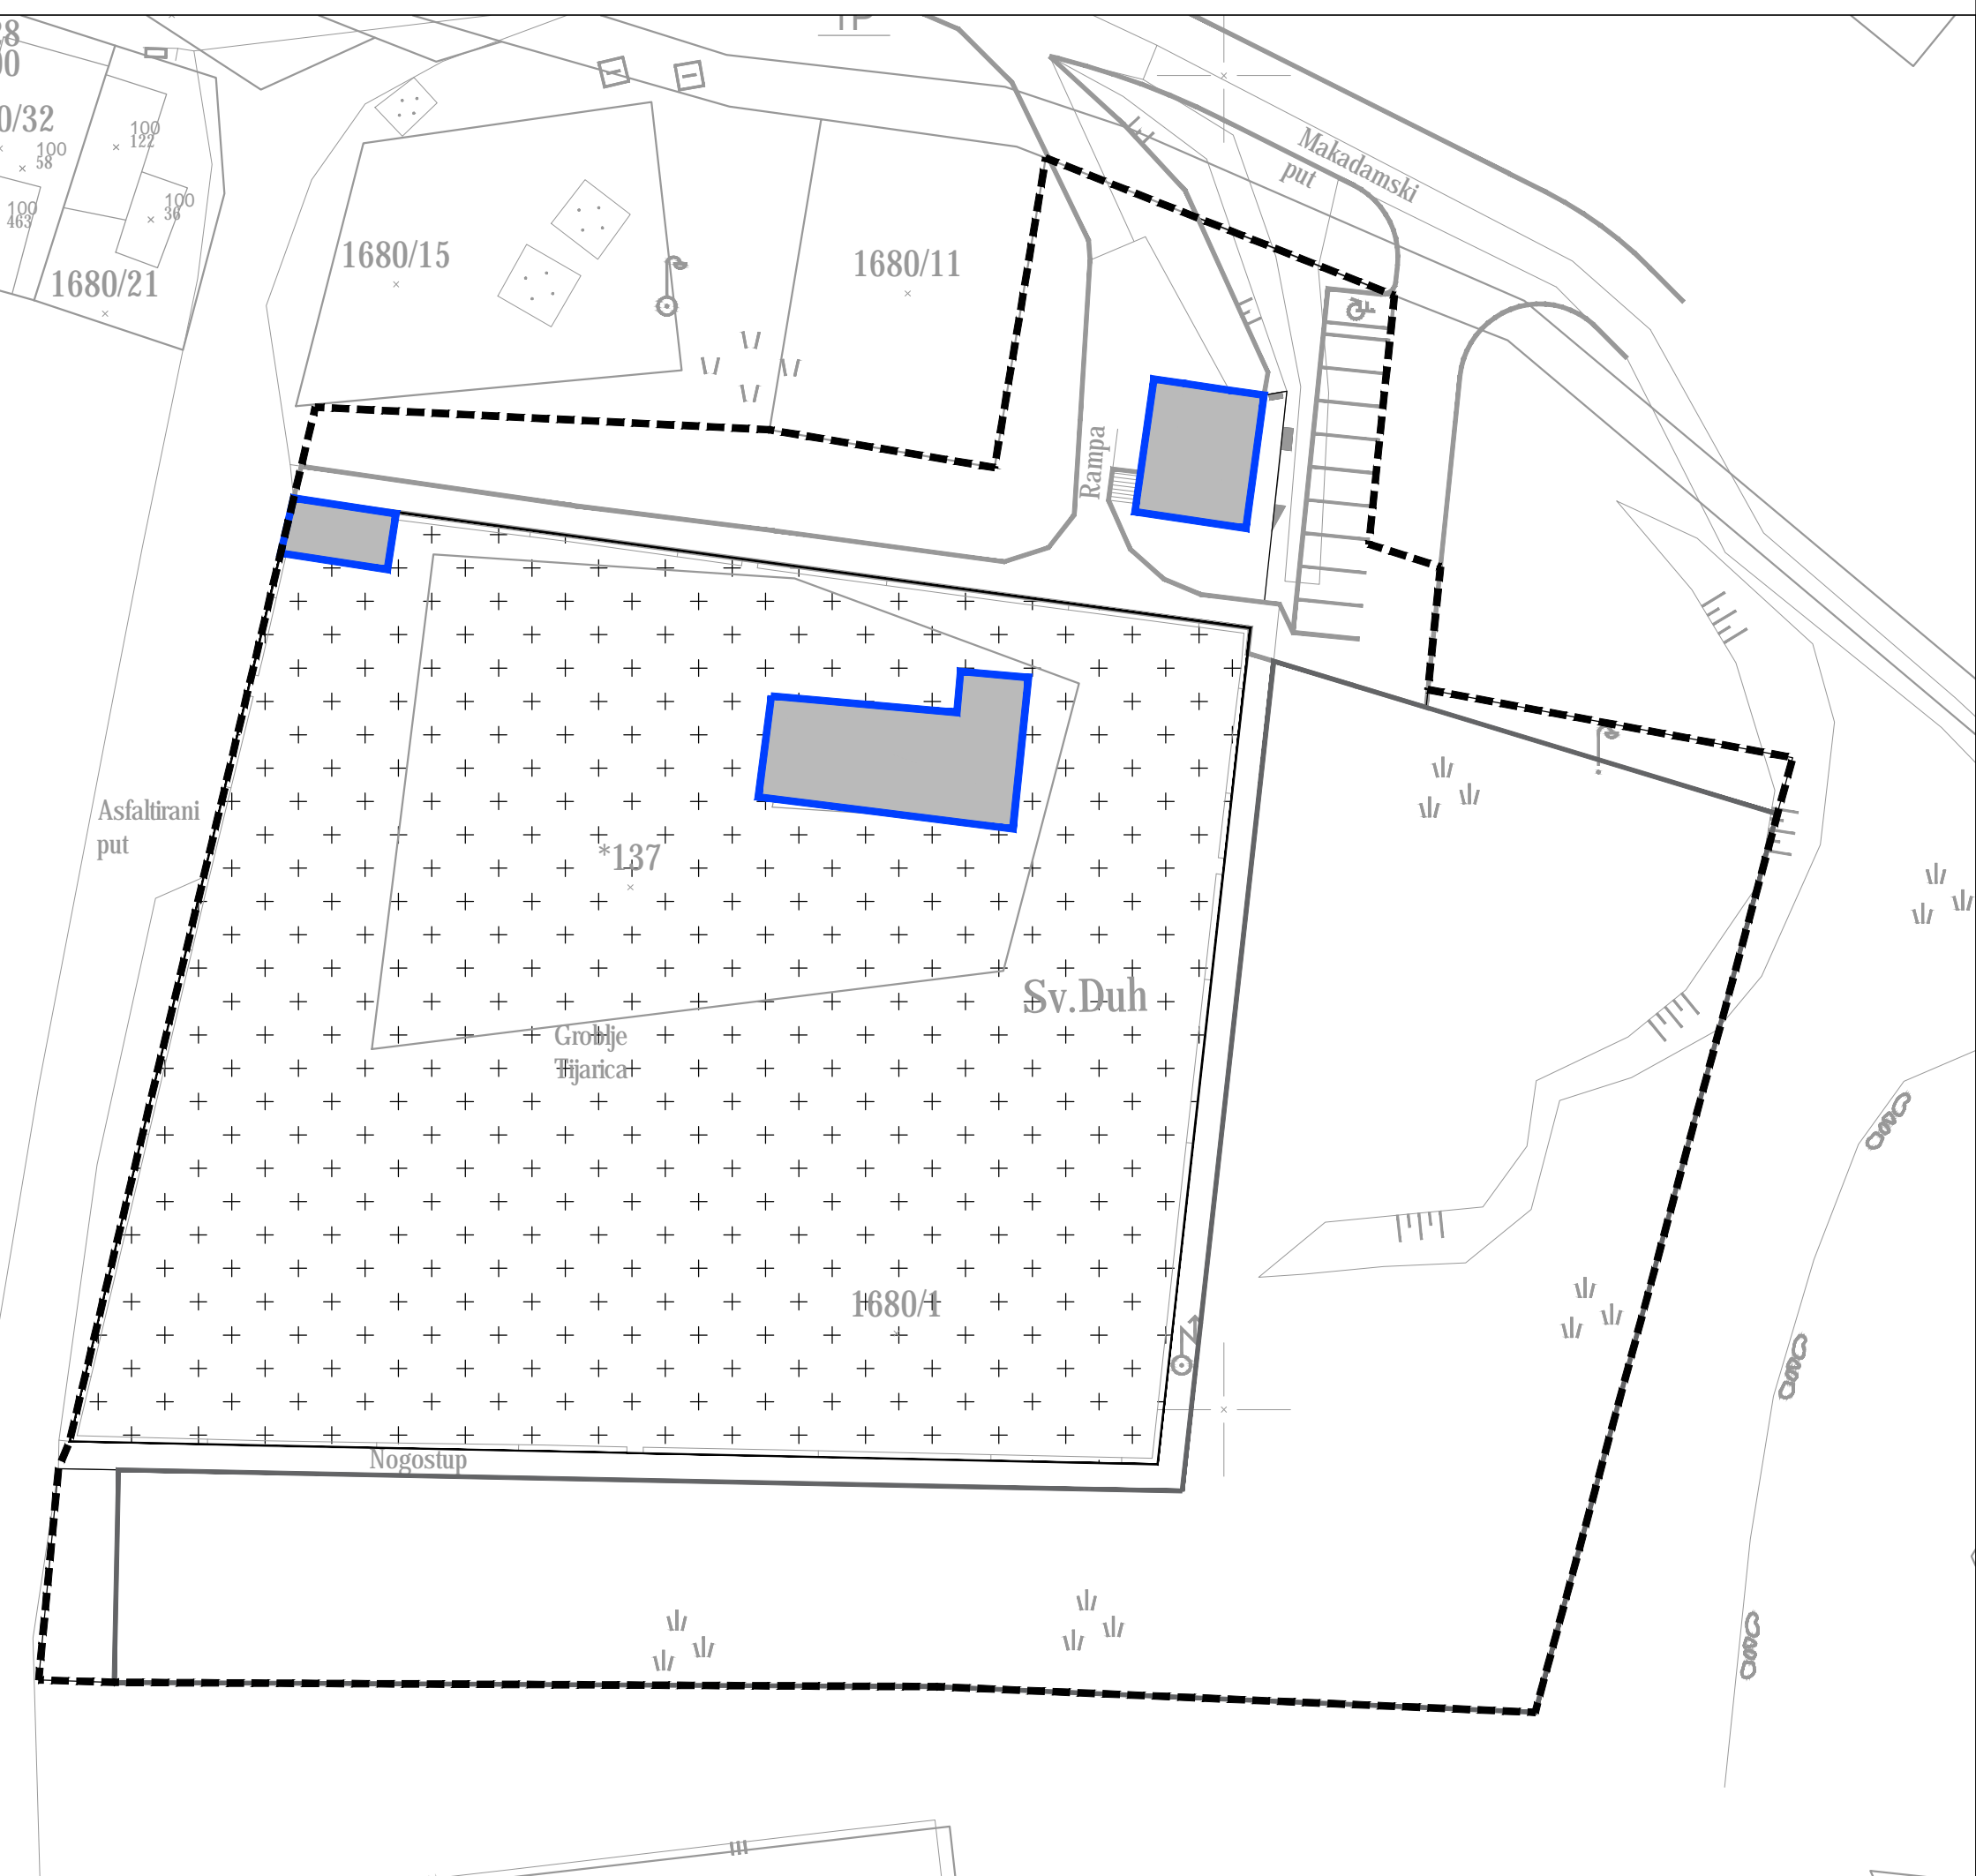 TP
0/32
100
122
100
58
100
36
100
463
1680/21
1680/15
1680/11
Makadamski
put
Rampa
Asfaltirani
put
*137
Sv.Duh
Groblje
Tijarica
1680/1
Nogostup